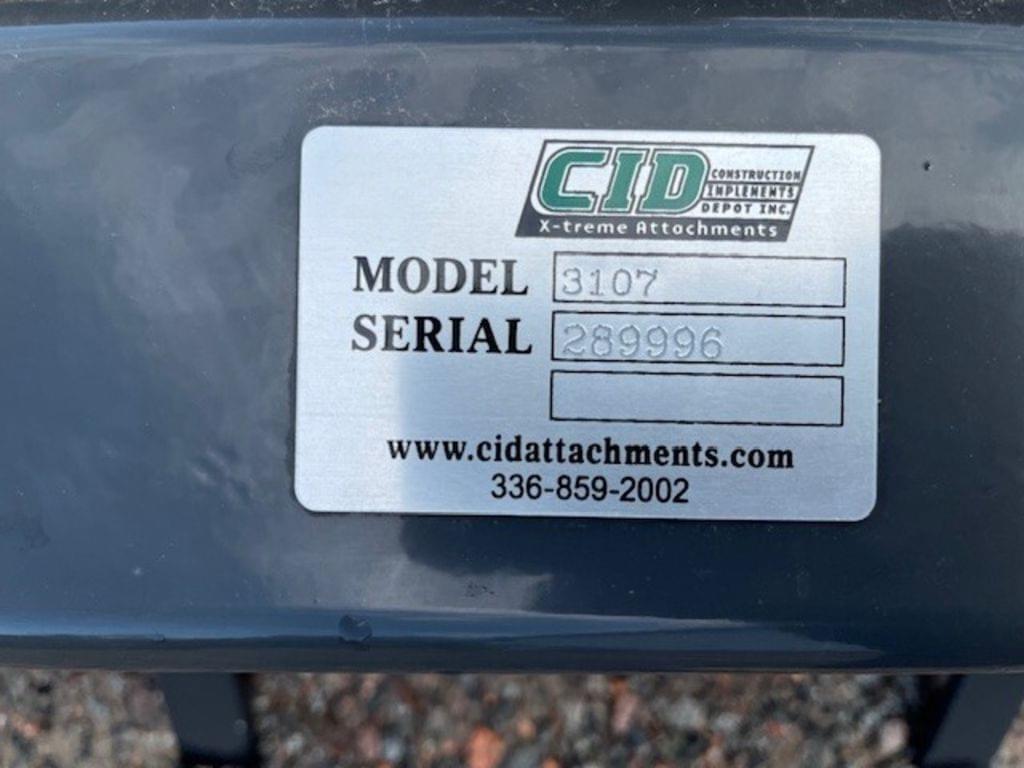 CID
CONSTRUCTION
IMPLEMENTS
DEPOT INC.
X-treme Attachments
MODEL 3107
SERIAL 289996
www.cidattachments.com
336-859-2002